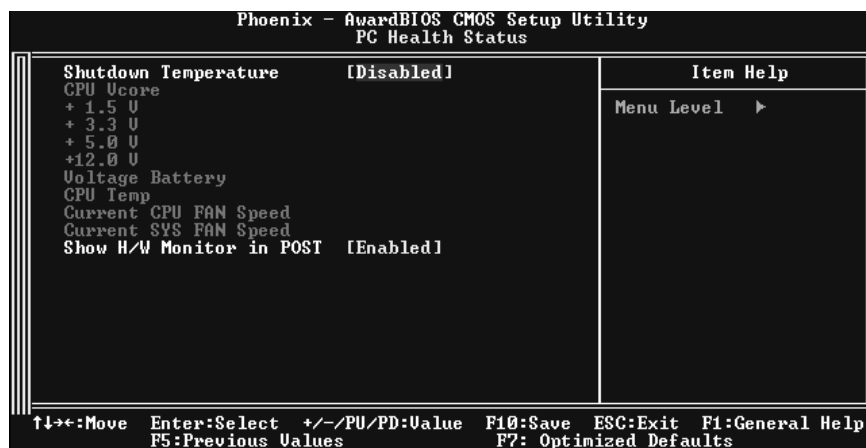 Phoenix - AwardBIOS CMOS Setup Utility
PC Health Status
Shutdown Temperature [Disabled]
CPU Vcore
+ 1.5 V
+ 3.3 V
+ 5.0 V
+12.0 V
Voltage Battery
CPU Temp
Current CPU FAN Speed
Current SYS FAN Speed
Show H/W Monitor in POST [Enabled]
Item Help
Menu Level ►
↑↓→←:Move Enter:Select +/-/PU/PD:Value F10:Save ESC:Exit F1:General Help
F5:Previous Values F7: Optimized Defaults